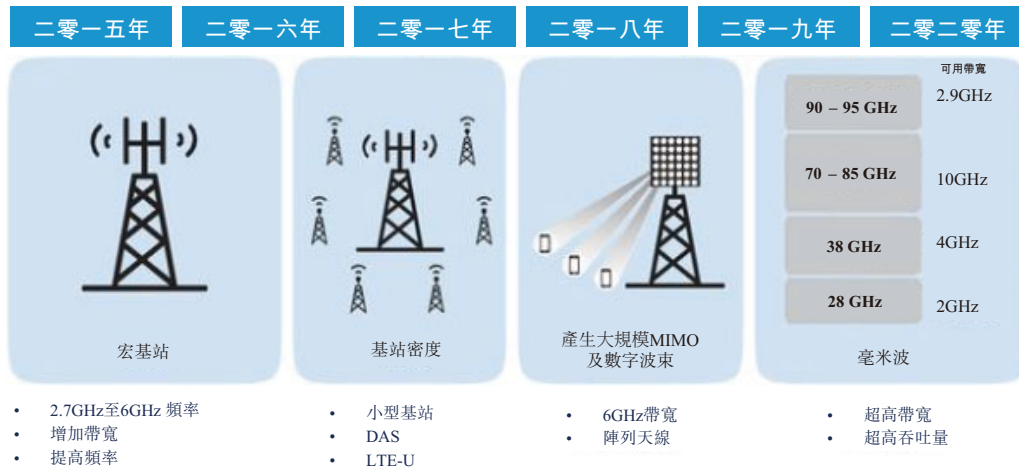 二零一五年
二零一六年
二零一七年
二零一八年
二零一九年
二零二零年
宏基站
基站密度
產生大規模MIMO
及數字波束
可用帶寬
90 – 95 GHz
2.9GHz
70 – 85 GHz
10GHz
38 GHz
4GHz
28 GHz
2GHz
毫米波
• 2.7GHz至6GHz 頻率
• 增加帶寬
• 提高頻率
• 小型基站
• DAS
• LTE-U
• 6GHz帶寬
• 陣列天線
• 超高帶寬
• 超高吞吐量